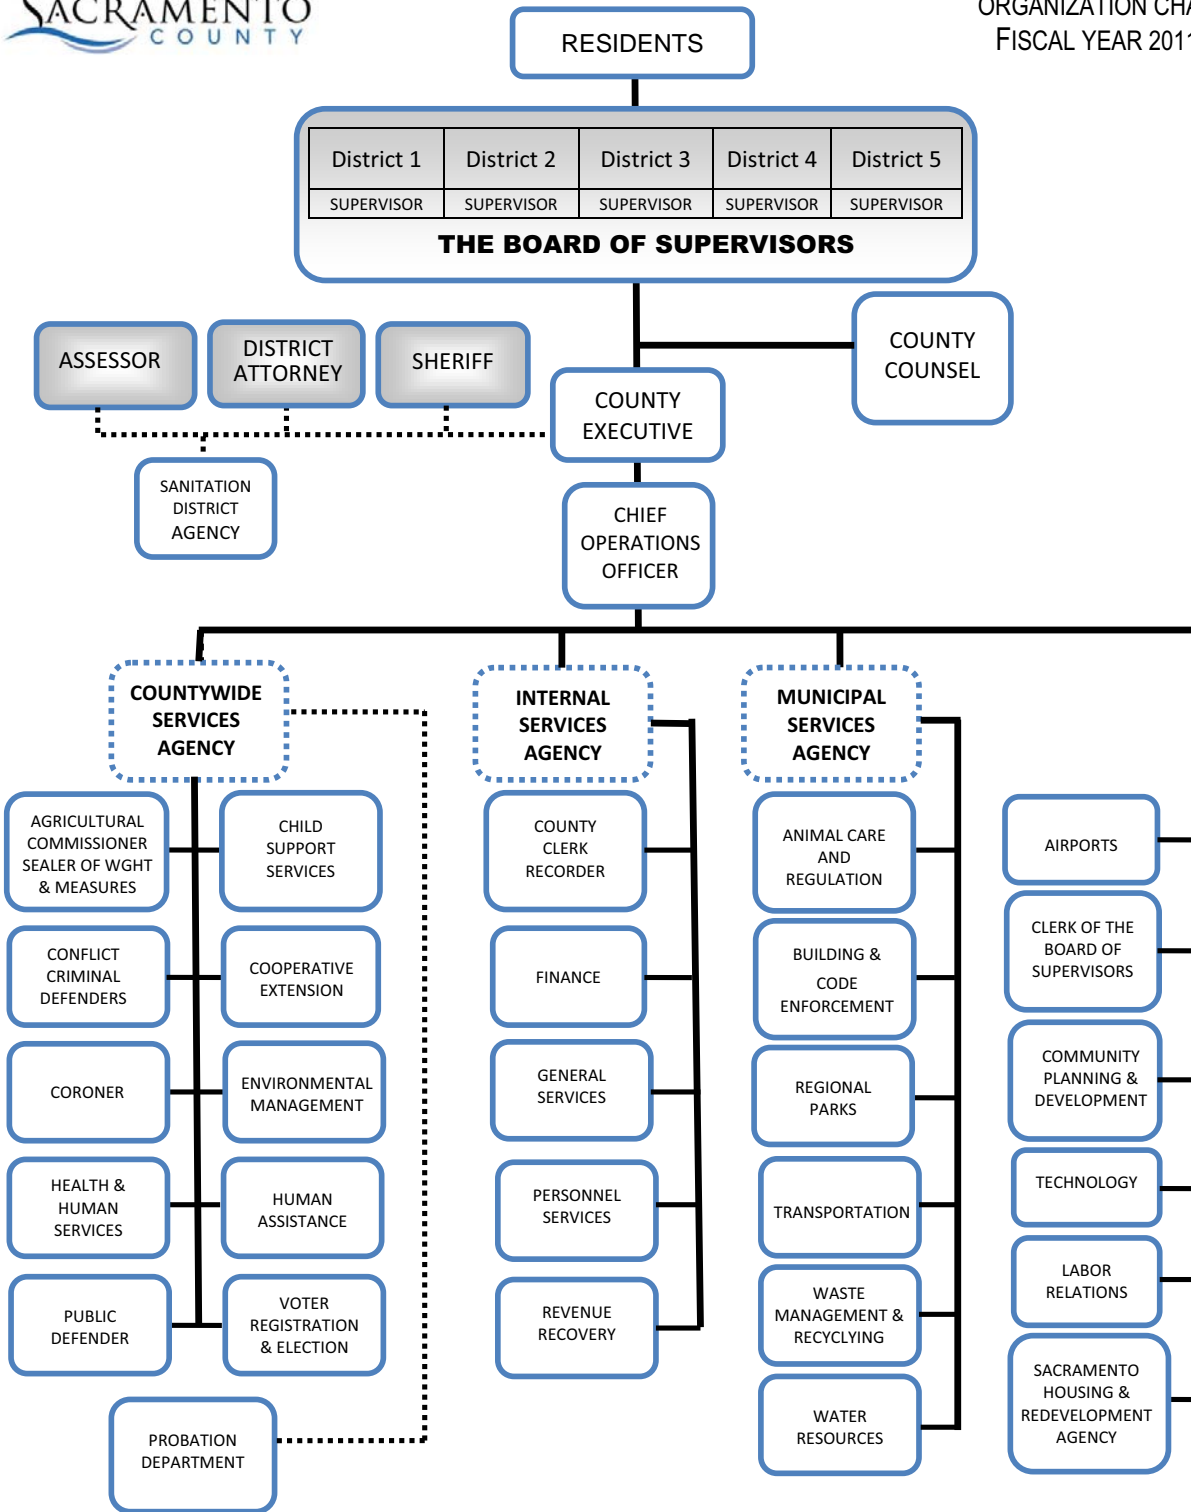 SACRAMENTO
COUNTY
ORGANIZATION CHA
FISCAL YEAR 2011
RESIDENTS
District 1 District 2 District 3 District 4 District 5
SUPERVISOR SUPERVISOR SUPERVISOR SUPERVISOR SUPERVISOR
THE BOARD OF SUPERVISORS
ASSESSOR
DISTRICT
ATTORNEY
SHERIFF
COUNTY
COUNSEL
COUNTY
EXECUTIVE
SANITATION
DISTRICT
AGENCY
CHIEF
OPERATIONS
OFFICER
COUNTYWIDE
SERVICES
AGENCY
INTERNAL
SERVICES
AGENCY
MUNICIPAL
SERVICES
AGENCY
AGRICULTURAL
COMMISSIONER
SEALER OF WGHT
& MEASURES
CHILD
SUPPORT
SERVICES
CONFLICT
CRIMINAL
DEFENDERS
COOPERATIVE
EXTENSION
CORONER
ENVIRONMENTAL
MANAGEMENT
HEALTH &
HUMAN
SERVICES
HUMAN
ASSISTANCE
PUBLIC
DEFENDER
VOTER
REGISTRATION
& ELECTION
PROBATION
DEPARTMENT
COUNTY
CLERK
RECORDER
FINANCE
GENERAL
SERVICES
PERSONNEL
SERVICES
REVENUE
RECOVERY
ANIMAL CARE
AND
REGULATION
BUILDING &
CODE
ENFORCEMENT
REGIONAL
PARKS
TRANSPORTATION
WASTE
MANAGEMENT &
RECYCLYING
WATER
RESOURCES
AIRPORTS
CLERK OF THE
BOARD OF
SUPERVISORS
COMMUNITY
PLANNING &
DEVELOPMENT
TECHNOLOGY
LABOR
RELATIONS
SACRAMENTO
HOUSING &
REDEVELOPMENT
AGENCY